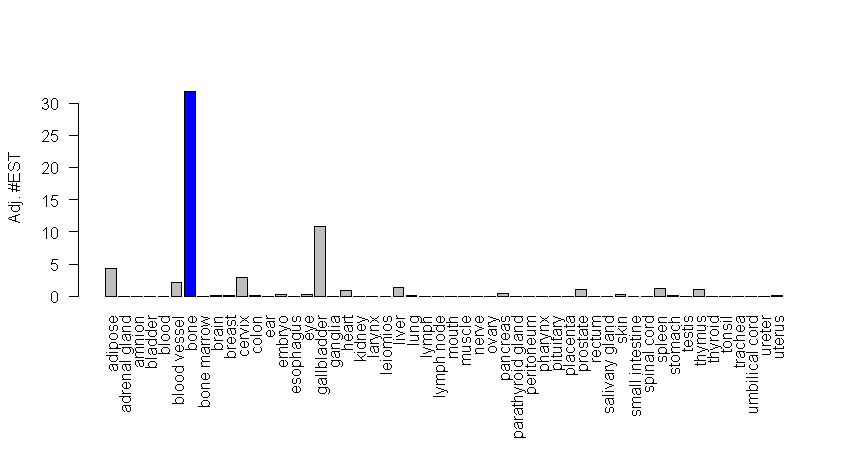 Adj. #EST
30
25
20
15
10
5
0
adipose
adrenal gland
amnion
bladder
blood
blood vessel
bone
bone marrow
brain
breast
cervix
colon
ear
embryo
esophagus
eye
gallbladder
ganglia
heart
kidney
larynx
leiomios
liver
lung
lymph
lymph node
mouth
muscle
nerve
ovary
pancreas
parathyroid gland
peritoneum
pharynx
pituitary
placenta
prostate
rectum
salivary gland
skin
small intestine
spinal cord
spleen
stomach
testis
thymus
thyroid
tonsil
trachea
umbilical cord
ureter
uterus